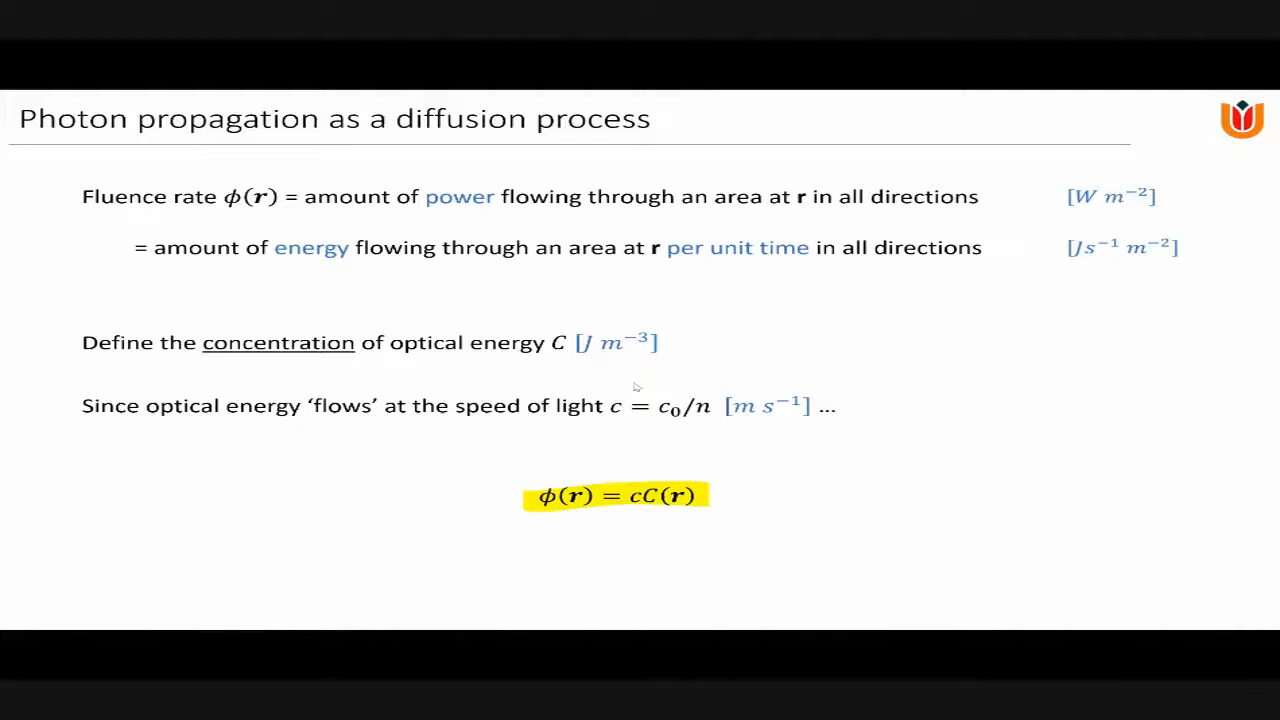 Photon propagation as a diffusion process
Fluence rate ϕ(r) = amount of power flowing through an area at r in all directions [W m⁻²]
= amount of energy flowing through an area at r per unit time in all directions [Js⁻¹ m⁻²]
Define the concentration of optical energy C [J m⁻³]
Since optical energy ‘flows’ at the speed of light c = c₀/n [m s⁻¹] ...
ϕ(r) = cC(r)